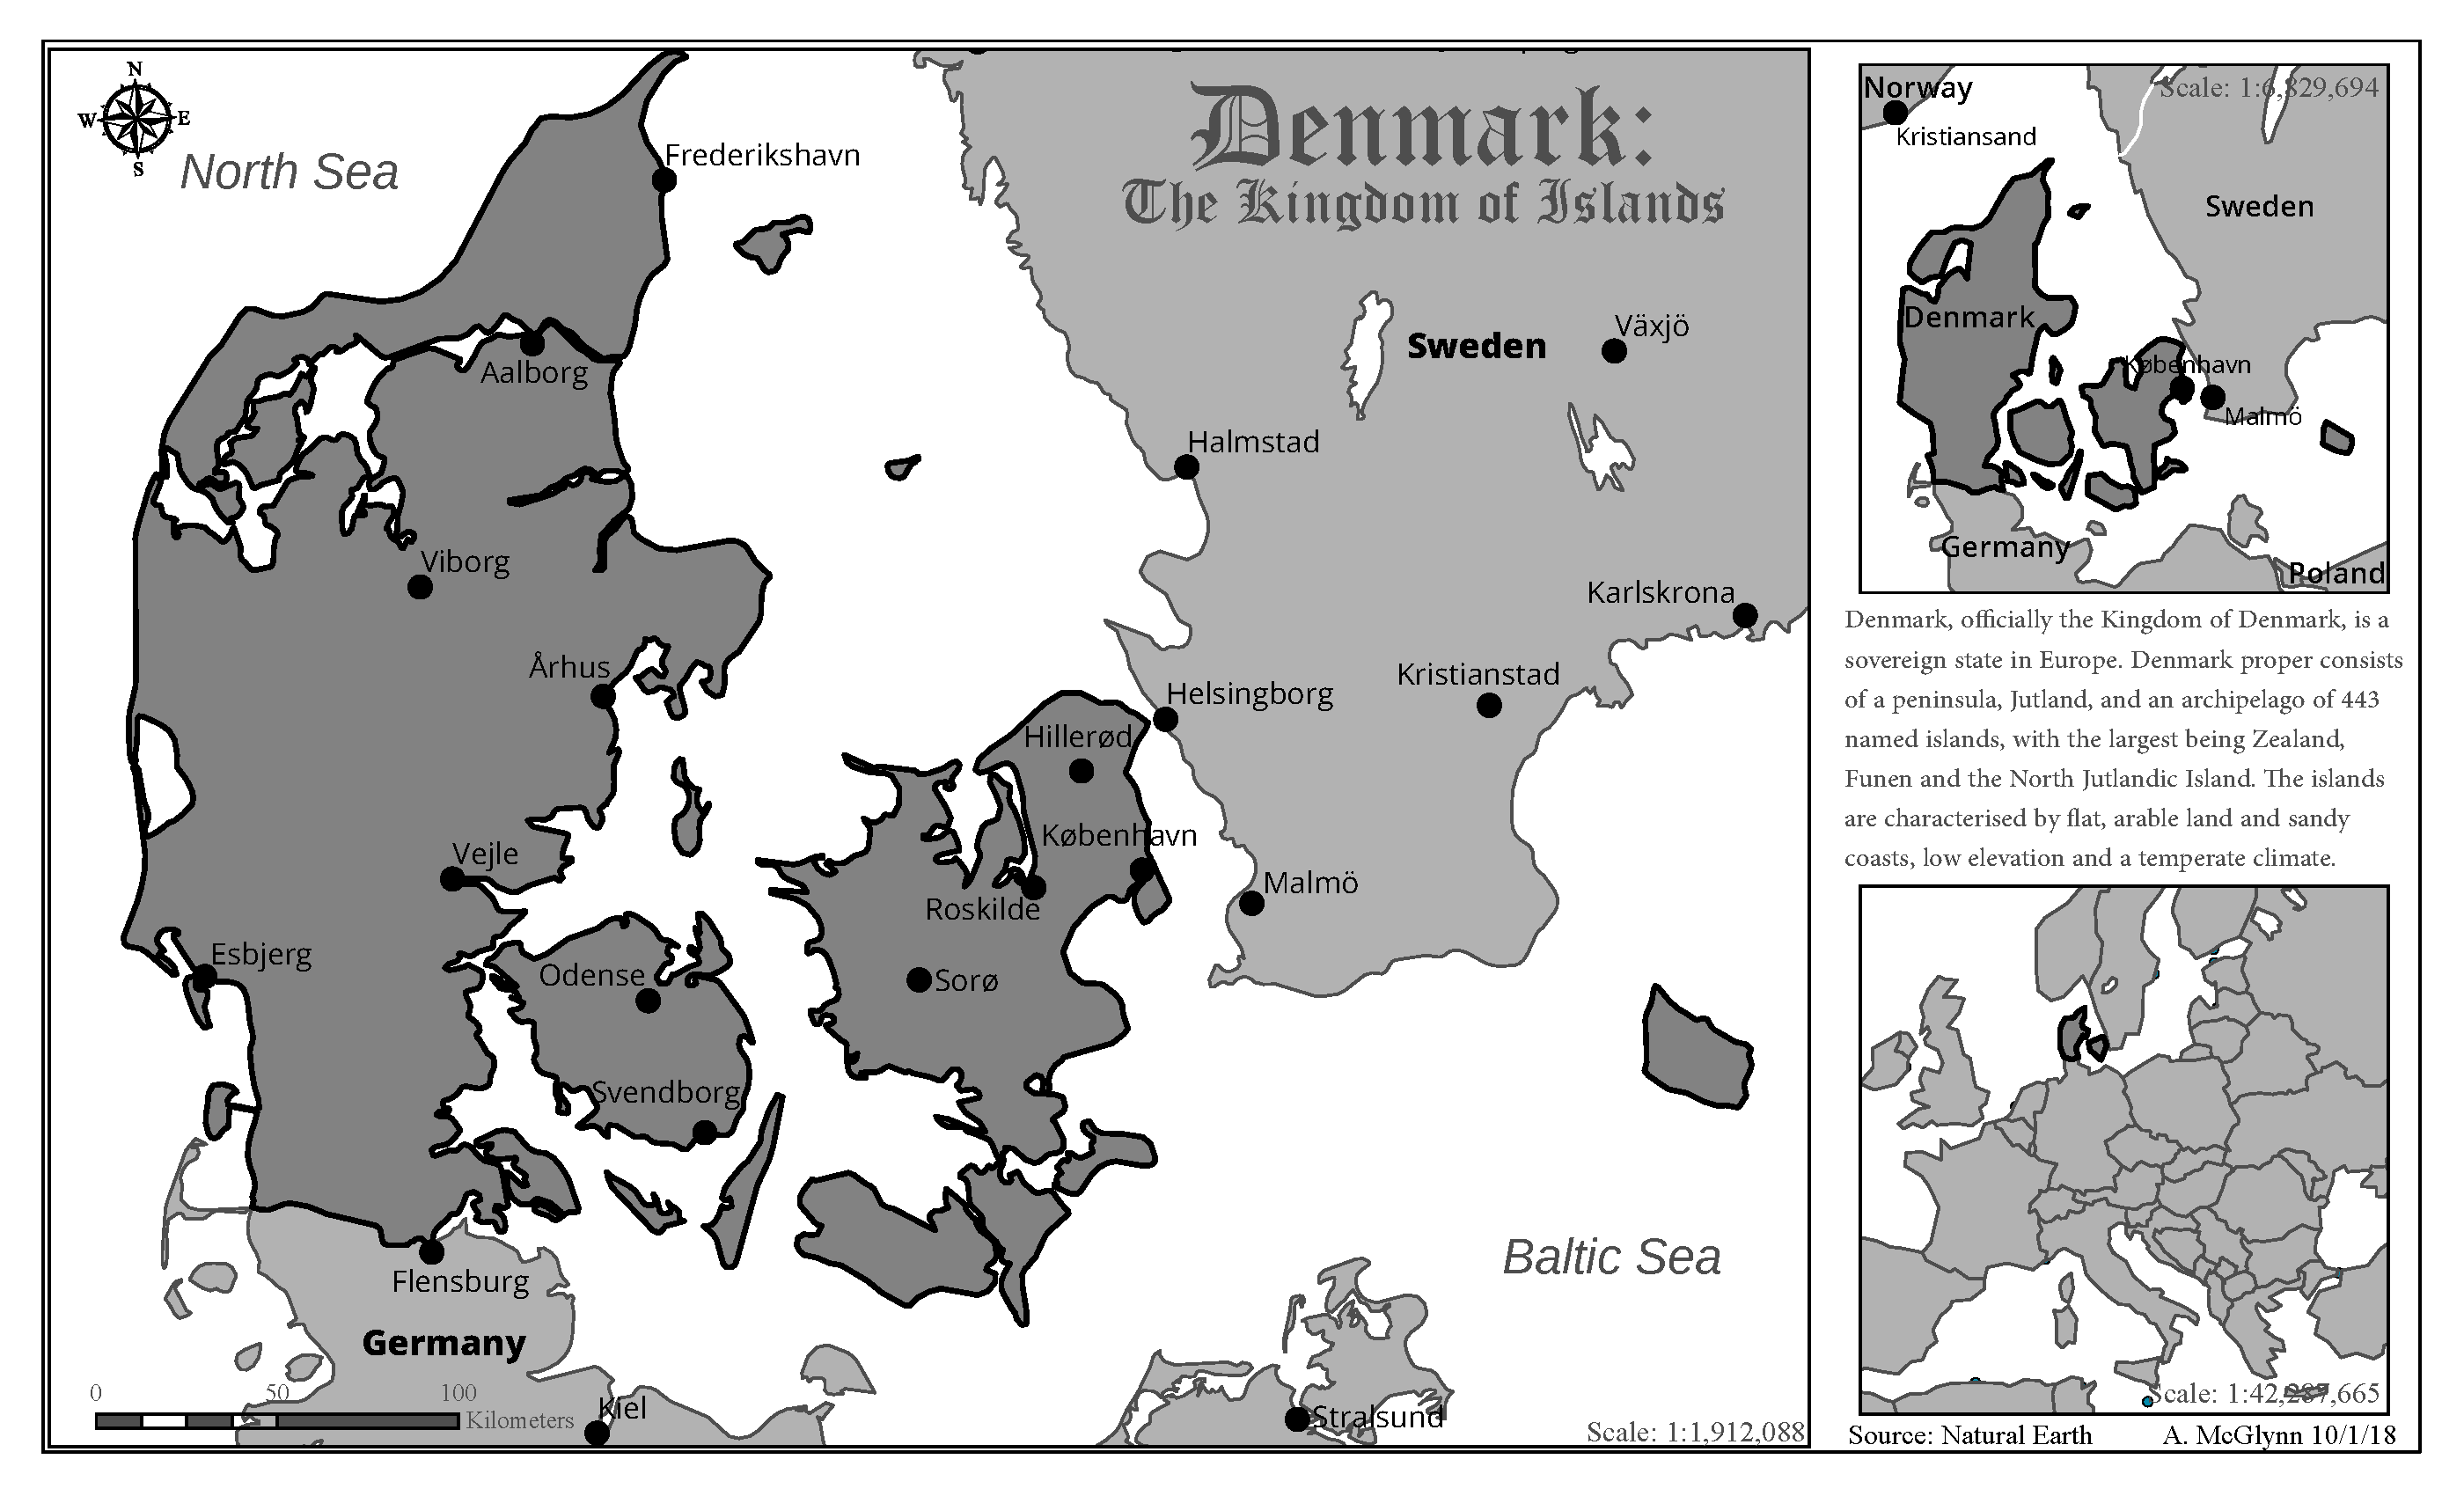 N
W E
S
North Sea
Denmark:
The Kingdom of Islands
Frederikshavn
Aalborg
Sweden
Växjö
Halmstad
Viborg
Karlskrona
Århus
Kristianstad
Helsingborg
Hillerød
København
Vejle
Malmö
Roskilde
Esbjerg
Odense
Sorø
Svendborg
Flensburg
Baltic Sea
Germany
0 50 100
Kilometers
Kiel
Stralsund
Scale: 1:1,912,088
Norway
Scale: 1:6,829,694
Kristiansand
Sweden
Denmark
København
Malmö
Germany
Poland
Denmark, officially the Kingdom of Denmark, is a
sovereign state in Europe. Denmark proper consists
of a peninsula, Jutland, and an archipelago of 443
named islands, with the largest being Zealand,
Funen and the North Jutlandic Island. The islands
are characterised by flat, arable land and sandy
coasts, low elevation and a temperate climate.
Scale: 1:42,287,665
Source: Natural Earth A. McGlynn 10/1/18